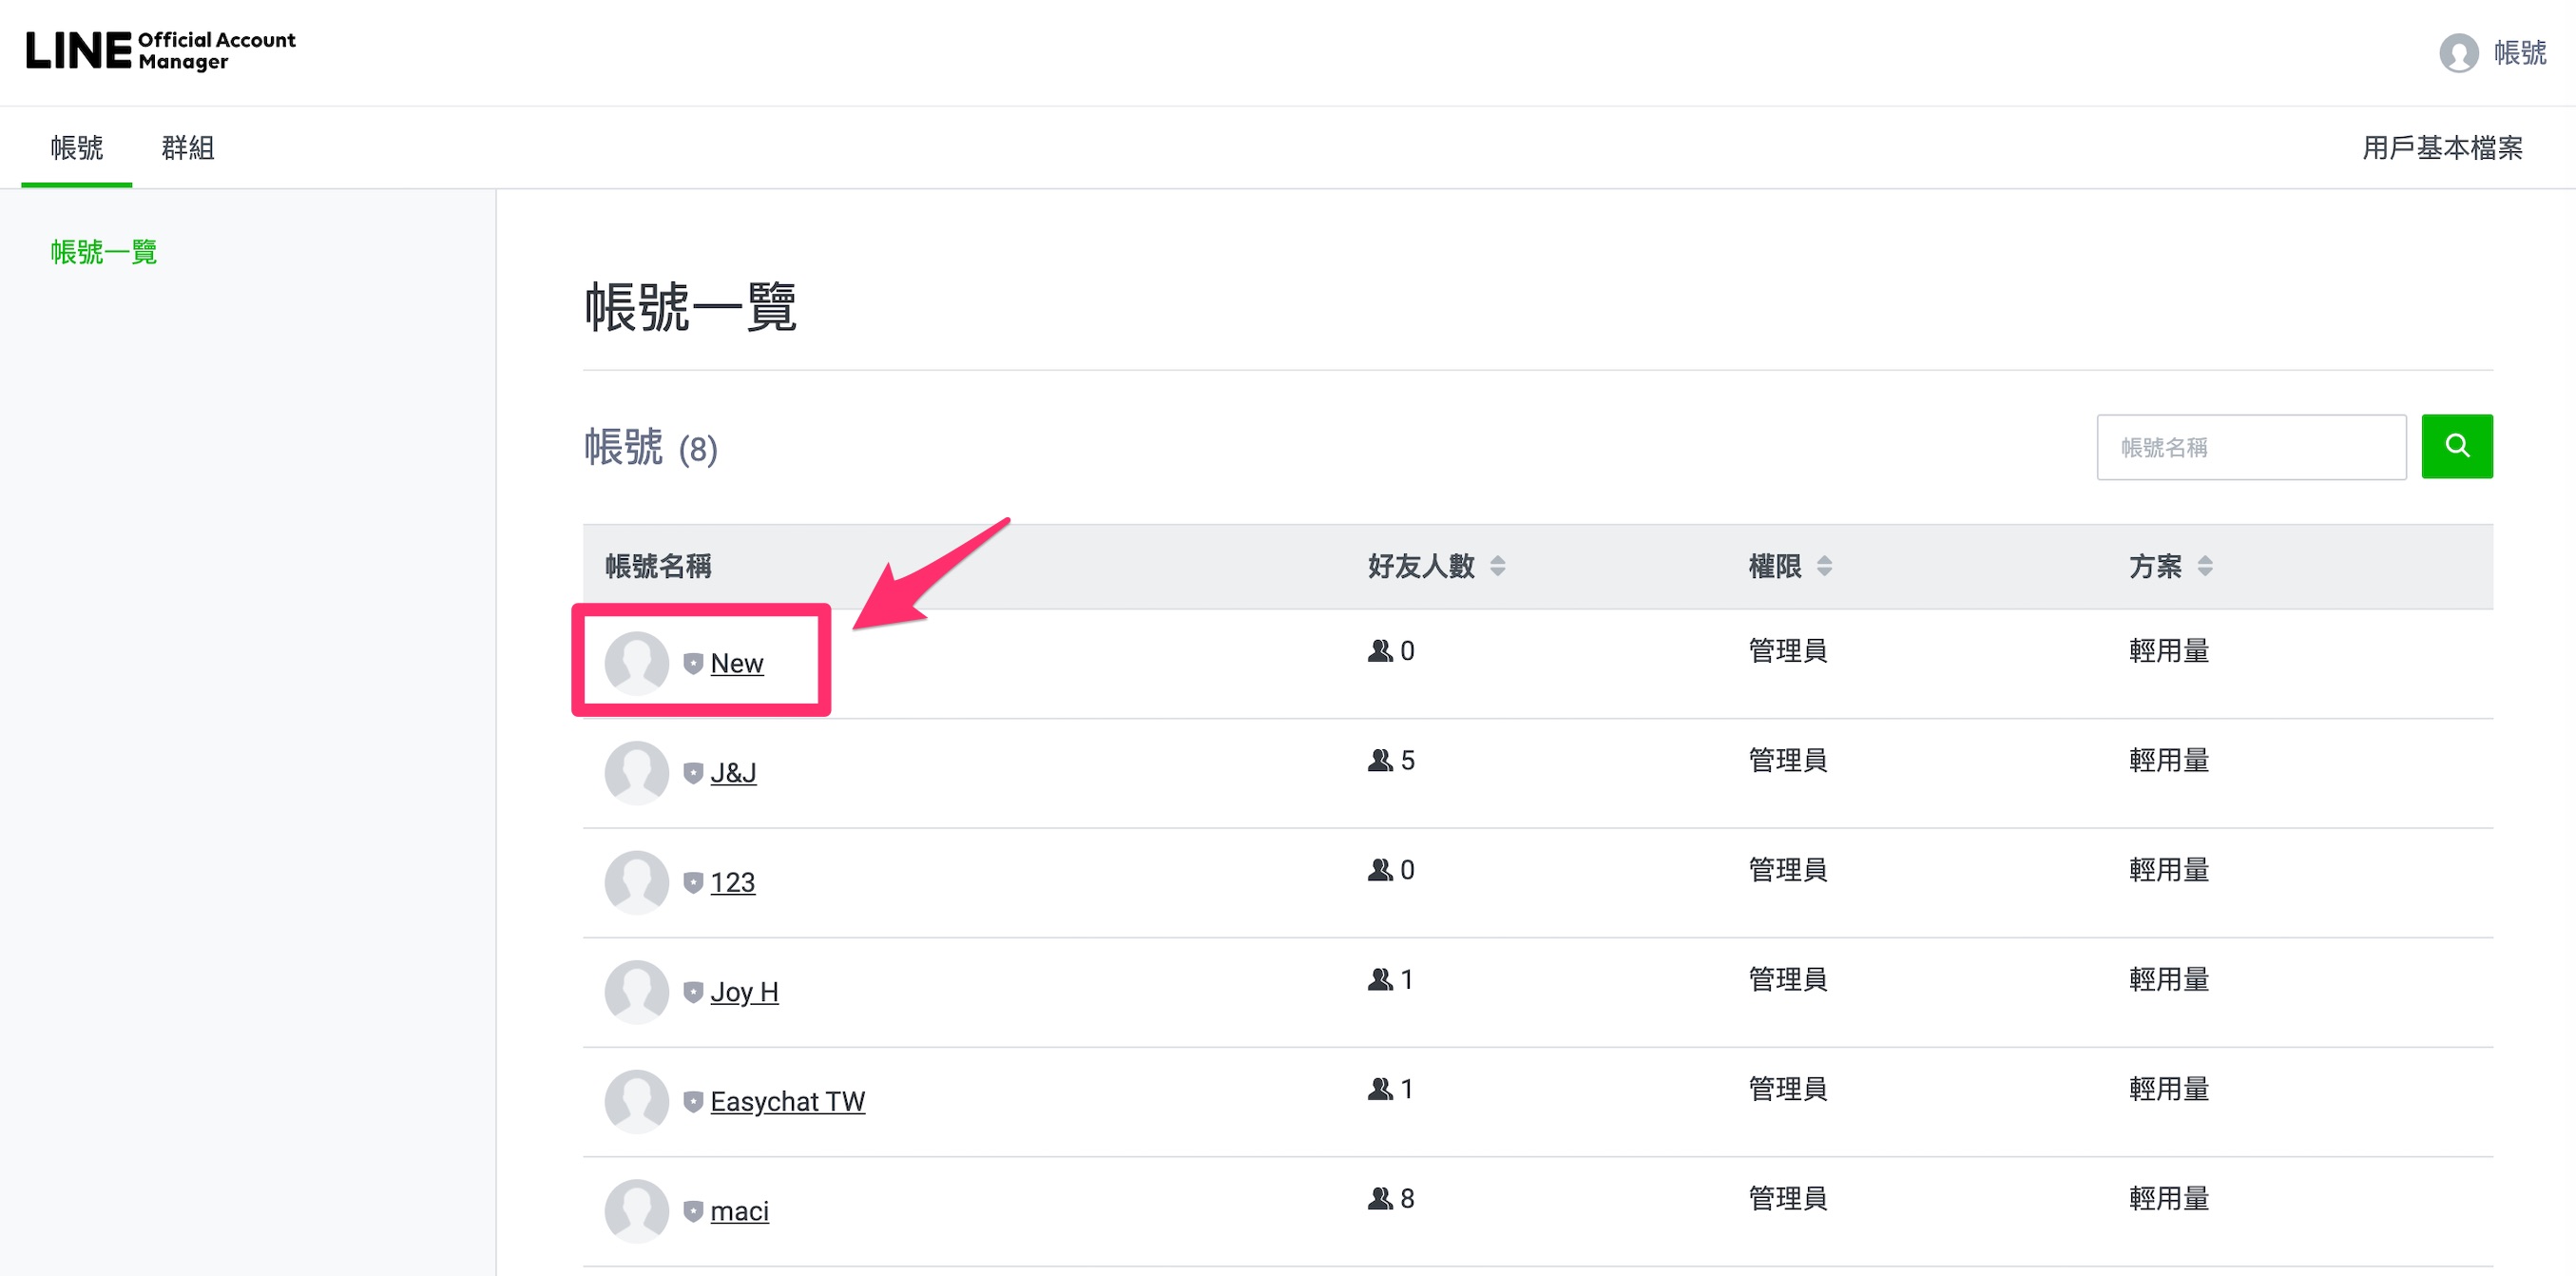 LINE Official Account Manager
帳號
帳號 群組 用戶基本檔案
帳號一覽
帳號一覽
帳號 (8)
帳號名稱
帳號名稱 好友人數 權限 方案
New 0 管理員 輕用量
J&J 5 管理員 輕用量
123 0 管理員 輕用量
Joy H 1 管理員 輕用量
Easychat TW 1 管理員 輕用量
maci 8 管理員 輕用量